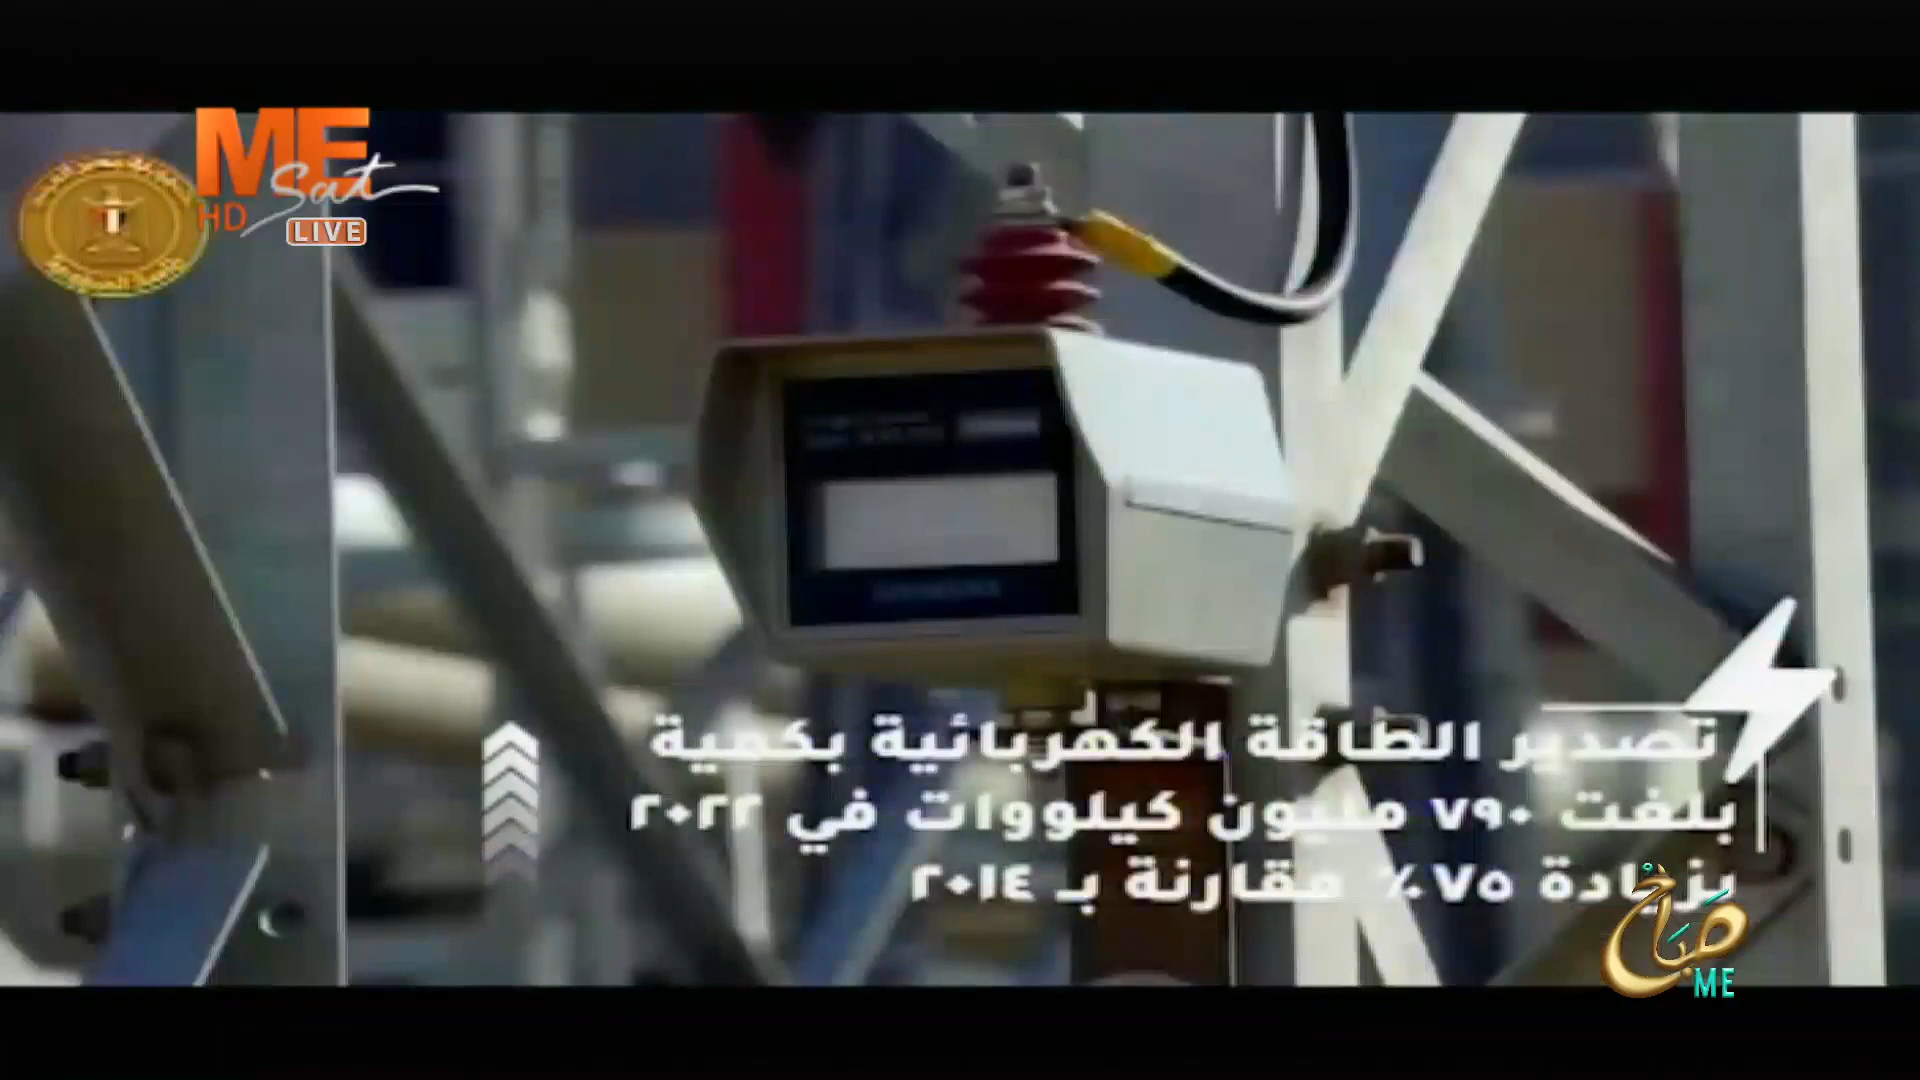 ME
Sat
HD
LIVE
تصدير الطاقة الكهربائية بكمية
بلغت ٧٩٠ مليون كيلووات في ٢٠٢٢
بزيادة ٧٥٪ مقارنة بـ ٢٠١٤
صباح
ME